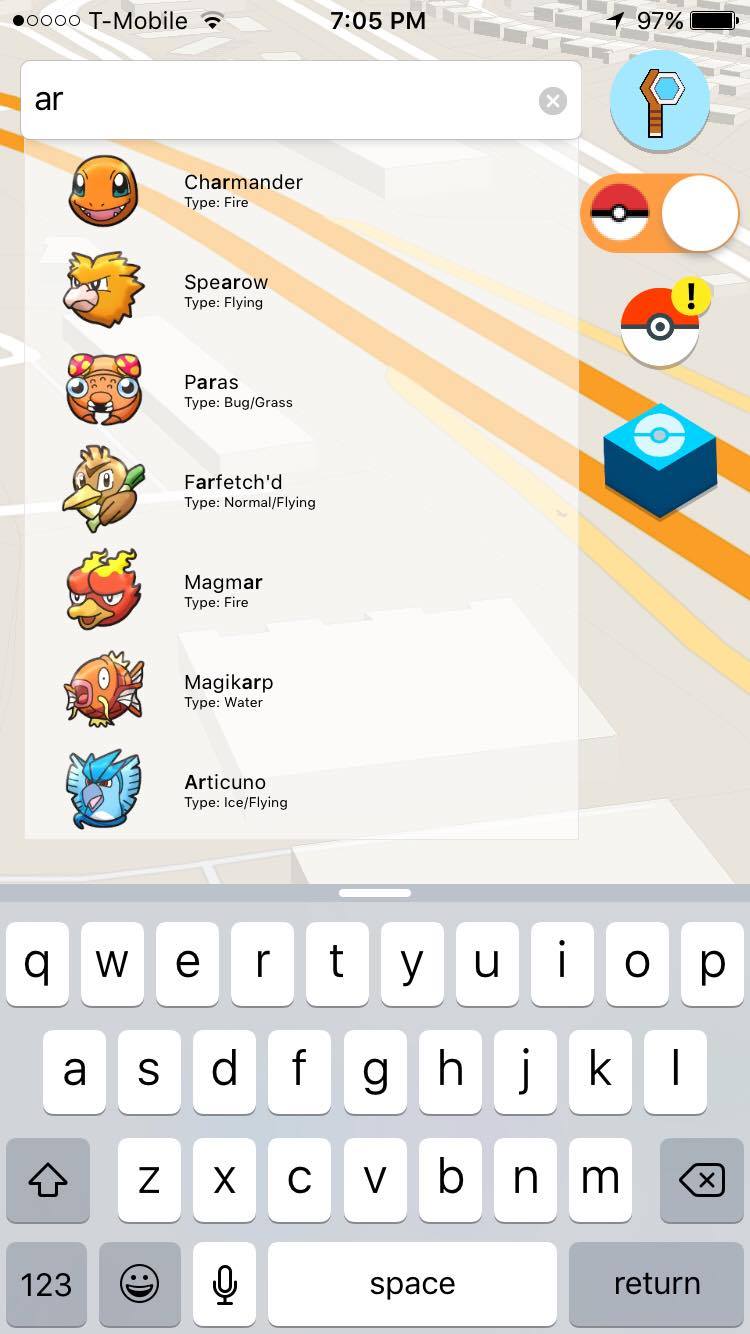 T-Mobile 7:05 PM 97%
ar
Charmander
Type: Fire
Spearow
Type: Flying
Paras
Type: Bug/Grass
Farfetch'd
Type: Normal/Flying
Magmar
Type: Fire
Magikarp
Type: Water
Articuno
Type: Ice/Flying
!
q w e r t y u i o p
a s d f g h j k l
z x c v b n m
123 space return